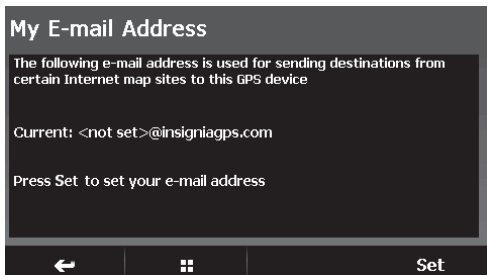 My E-mail Address
The following e-mail address is used for sending destinations from
certain Internet map sites to this GPS device
Current: <not set>@insigniagps.com
Press Set to set your e-mail address
Set